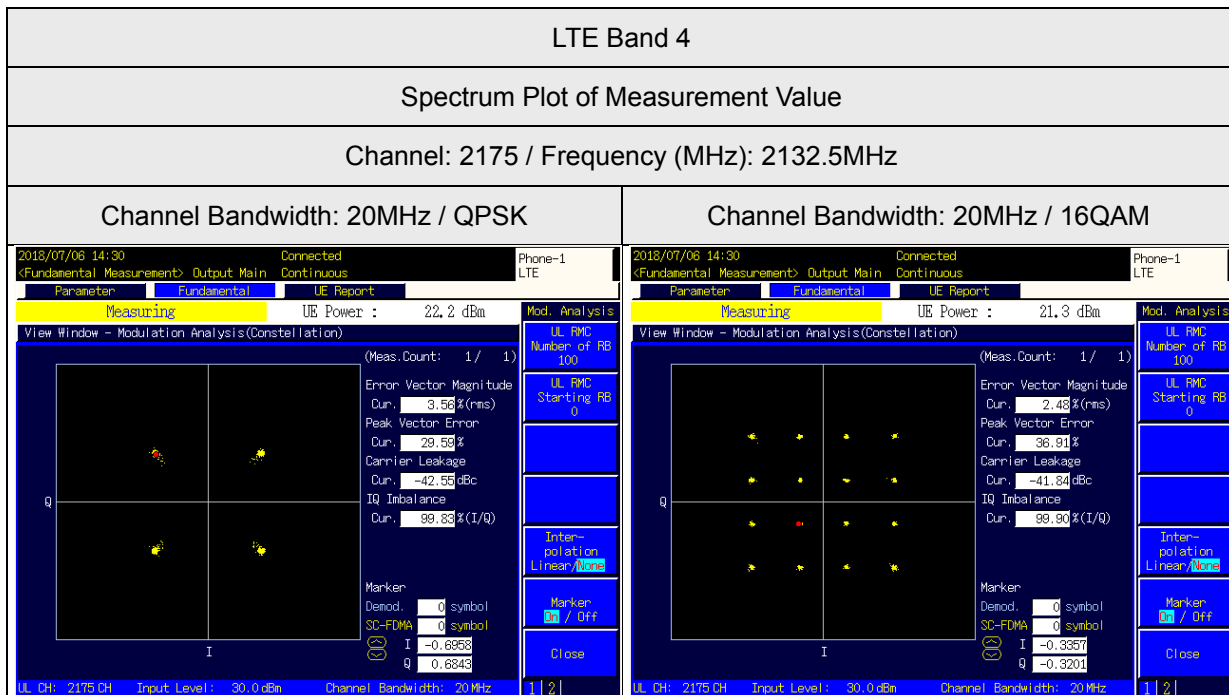 LTE Band 4
Spectrum Plot of Measurement Value
Channel: 2175 / Frequency (MHz): 2132.5MHz
Channel Bandwidth: 20MHz / QPSK
Channel Bandwidth: 20MHz / 16QAM
2018/07/06 14:30 Connected Phone-1
<Fundamental Measurement> Output Main Continuous LTE
Parameter Fundamental UE Report
Measuring UE Power : 22.2 dBm Mod. Analysis
View Window - Modulation Analysis(Constellation)
UL RMC
Number of RB
100
(Meas.Count: 1/ 1)
Error Vector Magnitude
Cur. 3.56 %(rms)
UL RMC
Starting RB
0
Peak Vector Error
Cur. 29.59 %
Carrier Leakage
Cur. -42.55 dBc
IQ Imbalance
Cur. 99.83 %(I/Q)
Q
Inter-
polation
Linear/None
Marker
Demod. 0 symbol
SC-FDMA 0 symbol
I -0.6958
Q 0.6843
Marker
On / Off
I
Close
UL CH: 2175 CH Input Level: 30.0 dBm Channel Bandwidth: 20 MHz 1 2
2018/07/06 14:30 Connected Phone-1
<Fundamental Measurement> Output Main Continuous LTE
Parameter Fundamental UE Report
Measuring UE Power : 21.3 dBm Mod. Analysis
View Window - Modulation Analysis(Constellation)
UL RMC
Number of RB
100
(Meas.Count: 1/ 1)
Error Vector Magnitude
Cur. 2.48 %(rms)
UL RMC
Starting RB
0
Peak Vector Error
Cur. 36.91 %
Carrier Leakage
Cur. -41.84 dBc
IQ Imbalance
Cur. 99.90 %(I/Q)
Q
Inter-
polation
Linear/None
Marker
Demod. 0 symbol
SC-FDMA 0 symbol
I -0.3357
Q -0.3201
Marker
On / Off
I
Close
UL CH: 2175 CH Input Level: 30.0 dBm Channel Bandwidth: 20 MHz 1 2